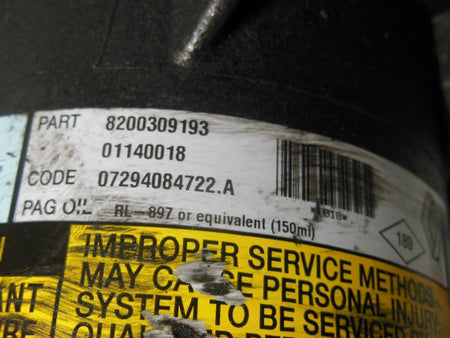 PART 8200309193
01140018
CODE 07294084722.A
PAG OIL RL-897 or equivalent (150ml)
189
IMPROPER SERVICE METHODS
MAY CAUSE PERSONAL INJURY.
ANT SYSTEM TO BE SERVICED